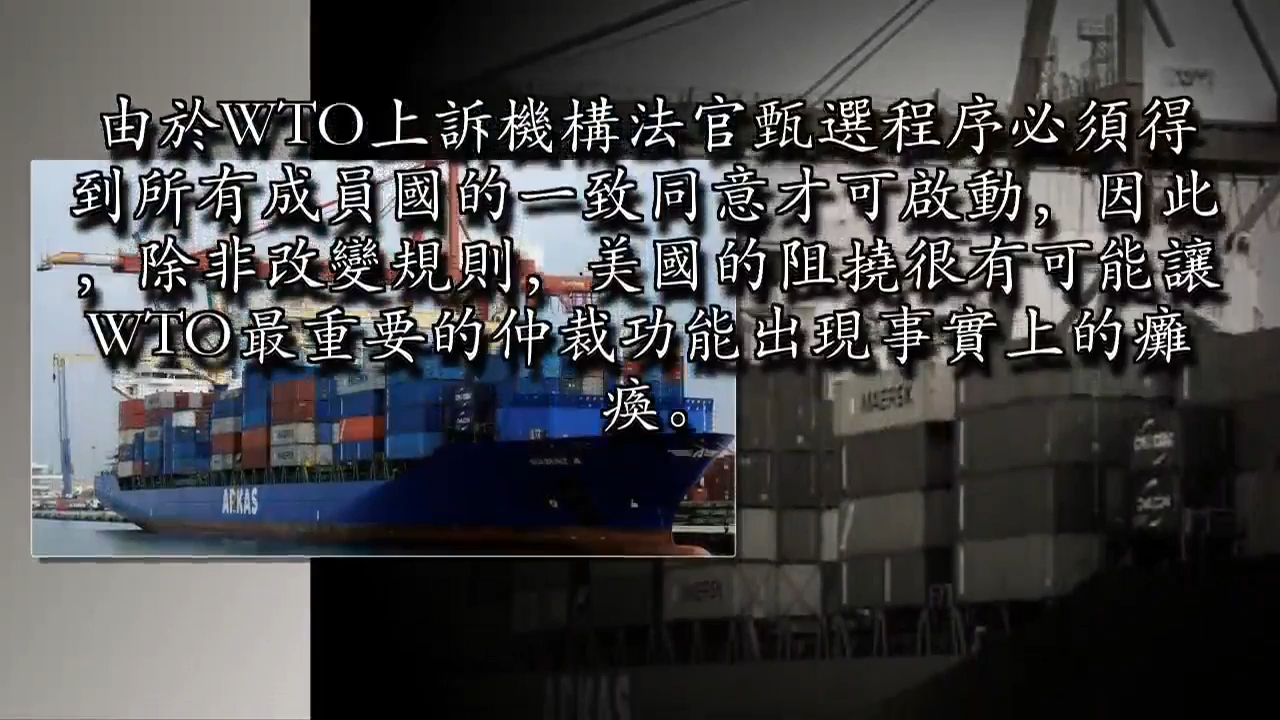 由於WTO上訴機構法官甄選程序必須得
到所有成員國的一致同意才可啟動，因此
，除非改變規則，美國的阻撓很有可能讓
WTO最重要的仲裁功能出現事實上的癱
瘓。
MAERSK
ARKAS